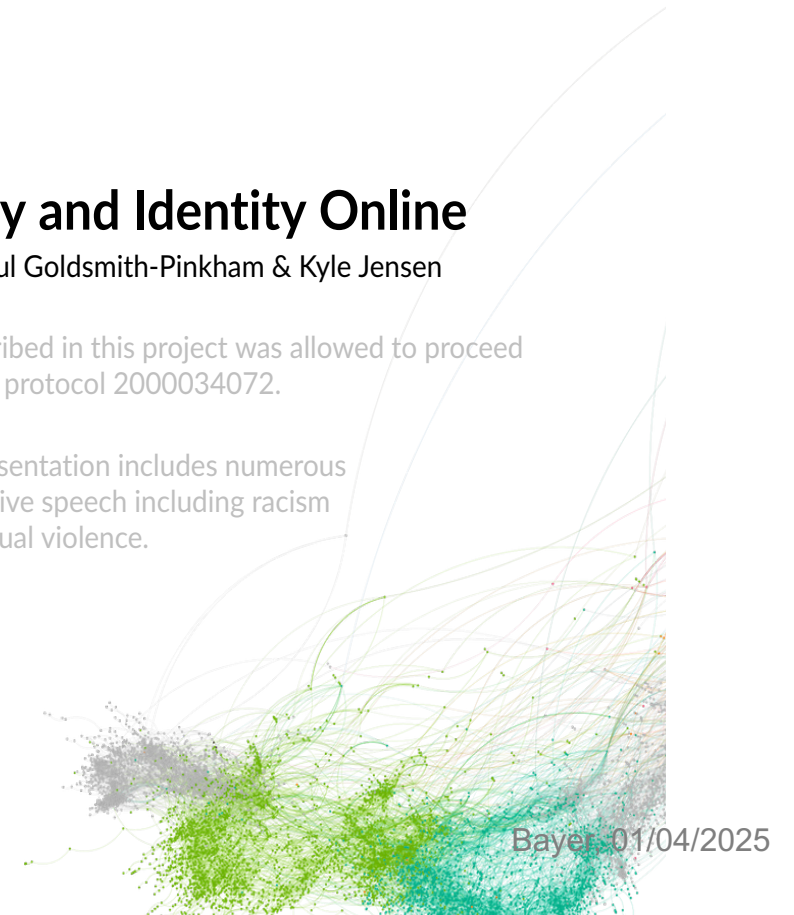 y and Identity Online
ul Goldsmith-Pinkham & Kyle Jensen
ribed in this project was allowed to proceed
protocol 2000034072.
sentation includes numerous
ive speech including racism
ual violence.
Bayer, 01/04/2025